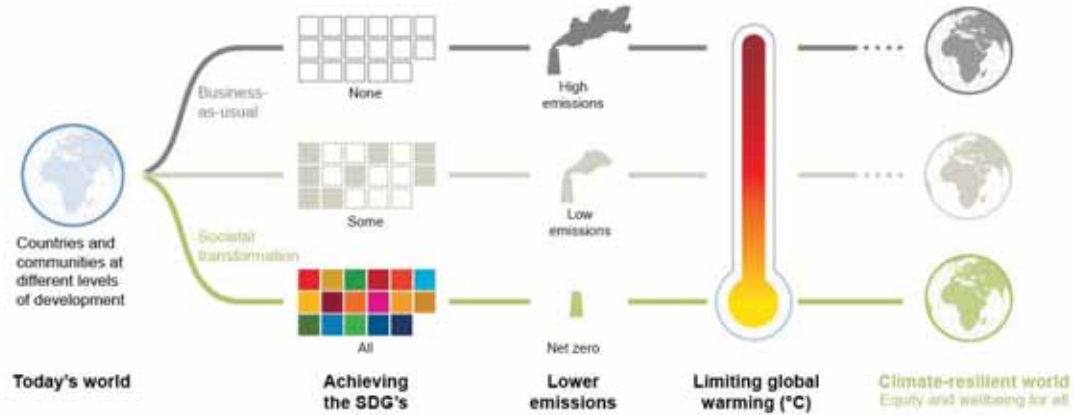 Business-
as-usual
None
High
emissions
Some
Low
emissions
Countries and
communities at
different levels
of development
Societal
transformation
All
Net zero
Today's world
Achieving
the SDG's
Lower
emissions
Limiting global
warming (°C)
Climate-resilient world
Equity and wellbeing for all